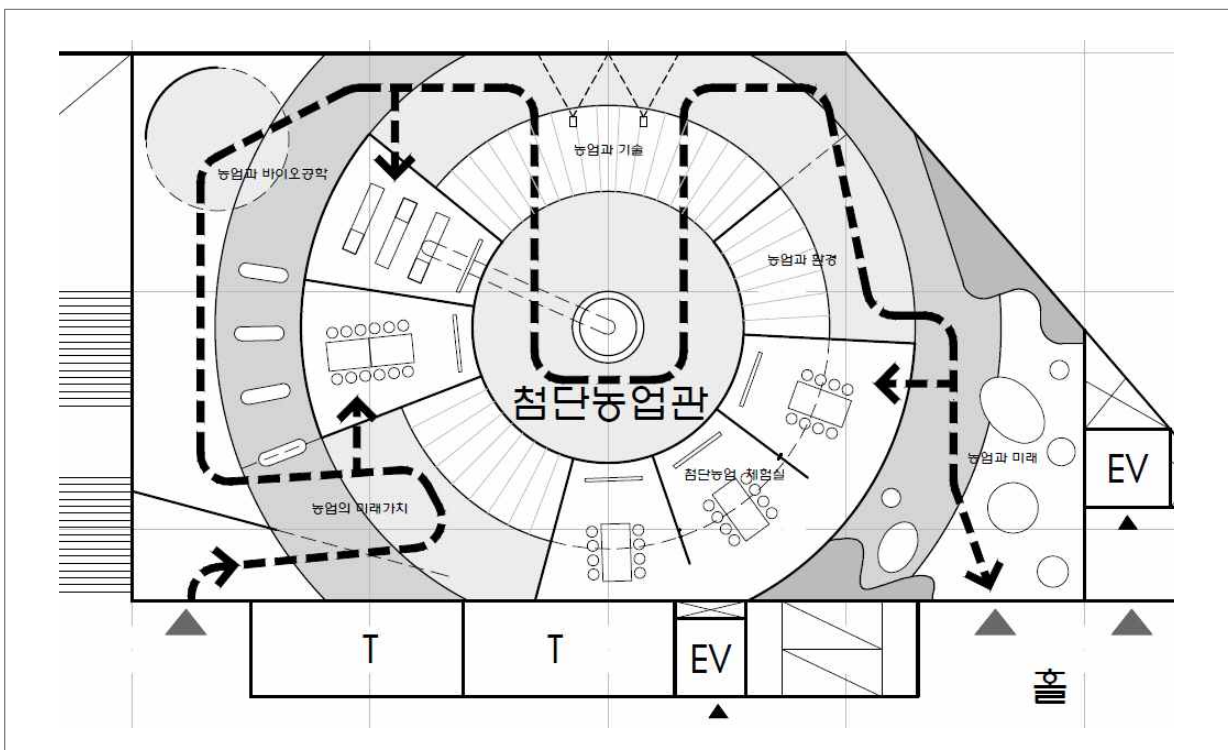 농업과 기술
농업과 바이오공학
농업과 환경
첨단농업관
농업과 미래
EV
첨단농업 체험실
농업의 미래가치
T
T
EV
홀